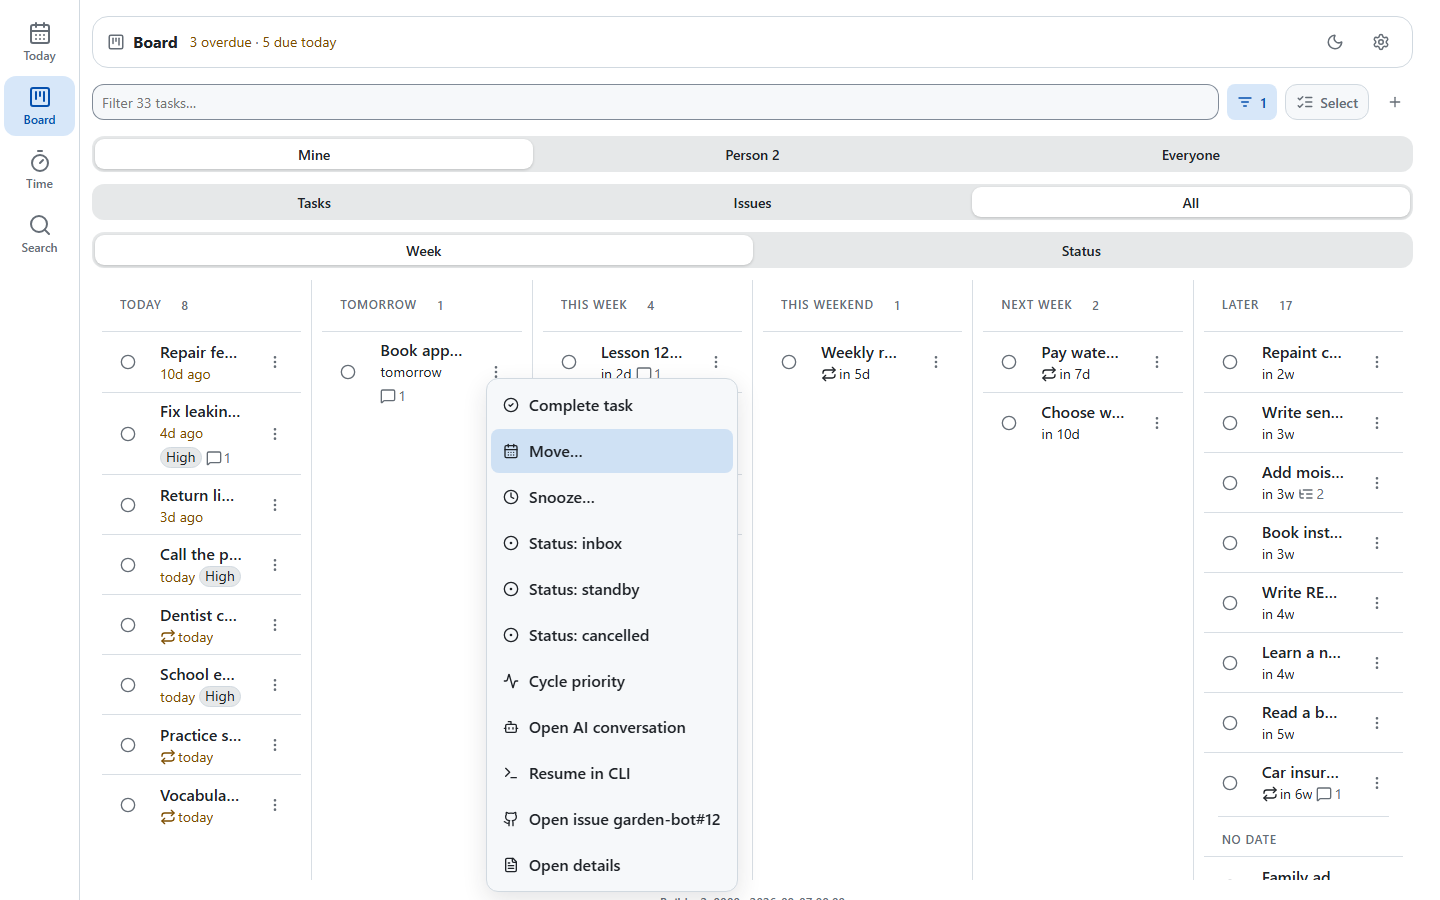 Today
Board
Time
Search
Board 3 overdue · 5 due today
Filter 33 tasks...
1
Select
Mine
Person 2
Everyone
Tasks
Issues
All
Week
Status
TODAY 8
Repair fe...
10d ago
Fix leakin...
4d ago
High 1
Return li...
3d ago
Call the p...
today High
Dentist c...
today
School e...
today High
Practice s...
today
Vocabula...
today
TOMORROW 1
Book app...
tomorrow
1
Complete task
Move...
Snooze...
Status: inbox
Status: standby
Status: cancelled
Cycle priority
Open AI conversation
Resume in CLI
Open issue garden-bot#12
Open details
THIS WEEK 4
Lesson 12...
in 2d 1
THIS WEEKEND 1
Weekly r...
in 5d
NEXT WEEK 2
Pay wate...
in 7d
Choose w...
in 10d
LATER 17
Repaint c...
in 2w
Write sen...
in 3w
Add mois...
in 3w 2
Book inst...
in 3w
Write RE...
in 4w
Learn a n...
in 4w
Read a b...
in 5w
Car insur...
in 6w 1
NO DATE
Family ad